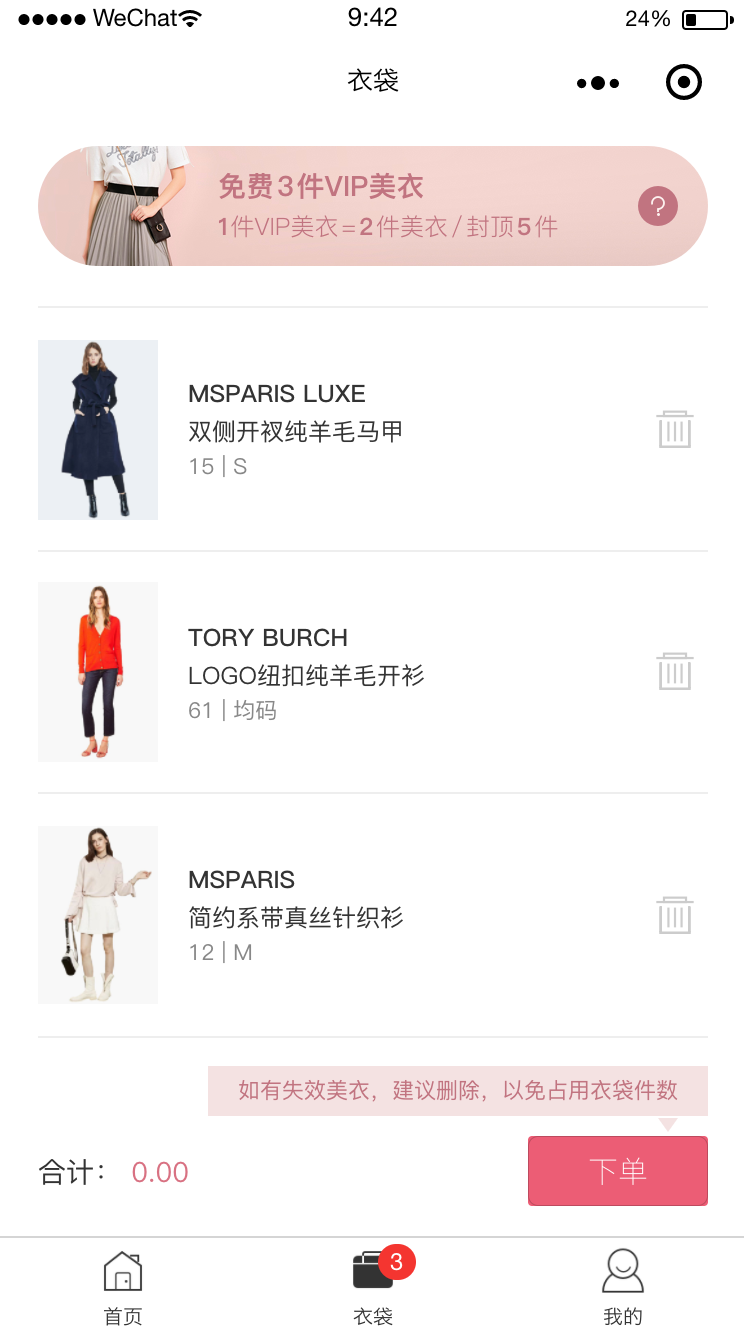 WeChat
9:42
24%
衣袋
Totally!
免费3件VIP美衣
1件VIP美衣=2件美衣/封顶5件
?
MSPARIS LUXE
双侧开衩纯羊毛马甲
15 | S
TORY BURCH
LOGO纽扣纯羊毛开衫
61 | 均码
MSPARIS
简约系带真丝针织衫
12 | M
如有失效美衣，建议删除，以免占用衣袋件数
合计： 0.00
下单
3
首页
衣袋
我的